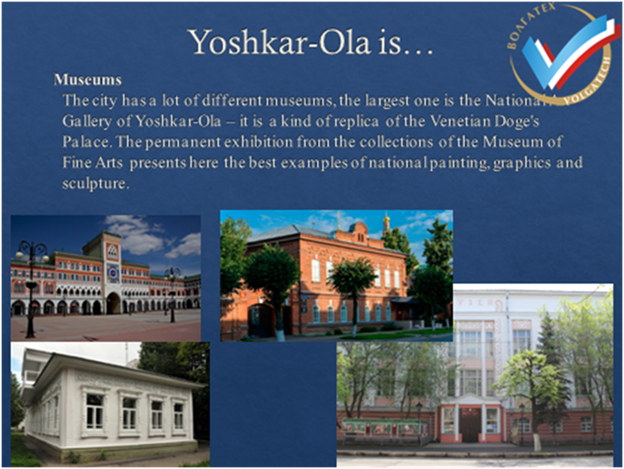 Yoshkar-Ola is…
ВОЛГАТЕХ
VOLGATECH
Museums
The city has a lot of different museums, the largest one is the National
Gallery of Yoshkar-Ola – it is a kind of replica of the Venetian Doge's
Palace. The permanent exhibition from the collections of the Museum of
Fine Arts presents here the best examples of national painting, graphics and
sculpture.